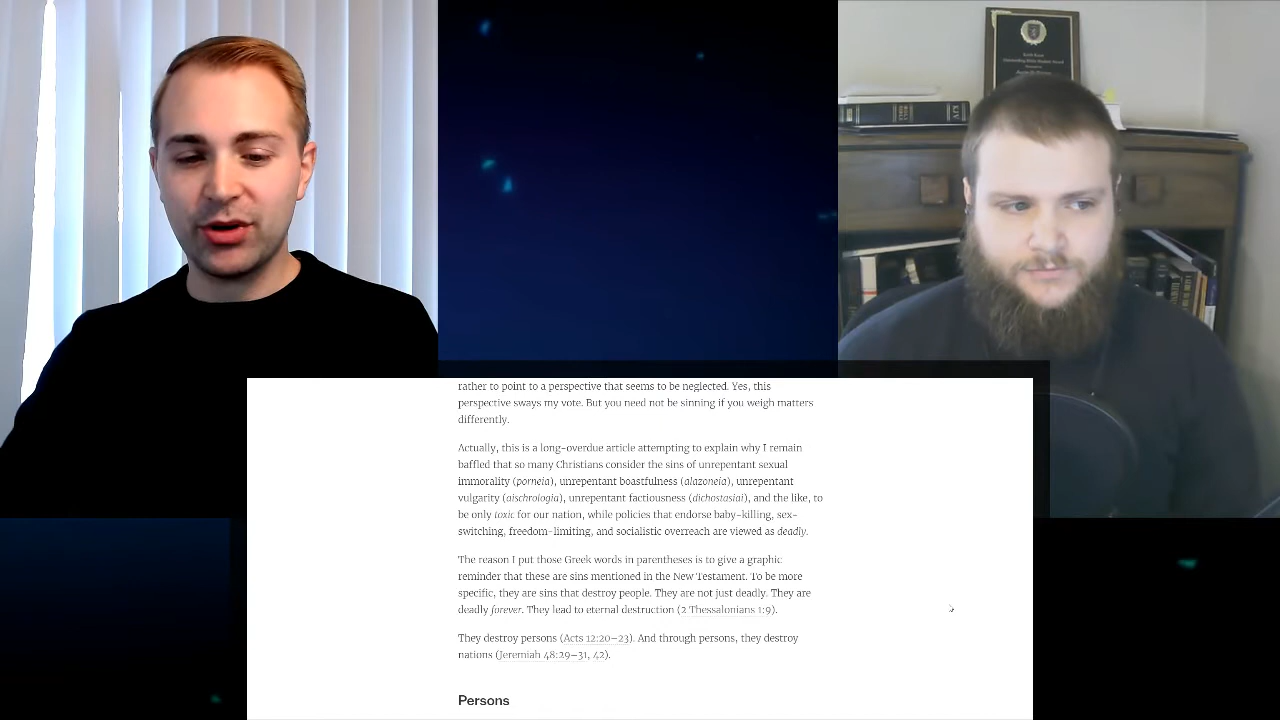 HOLY BIBLE
KJV
rather to point to a perspective that seems to be neglected. Yes, this
perspective sways my vote. But you need not be sinning if you weigh matters
differently.
Actually, this is a long-overdue article attempting to explain why I remain
baffled that so many Christians consider the sins of unrepentant sexual
immorality (porneia), unrepentant boastfulness (alazoneia), unrepentant
vulgarity (aischrologia), unrepentant factiousness (dichostasiai), and the like, to
be only toxic for our nation, while policies that endorse baby-killing, sex-
switching, freedom-limiting, and socialistic overreach are viewed as deadly.
The reason I put those Greek words in parentheses is to give a graphic
reminder that these are sins mentioned in the New Testament. To be more
specific, they are sins that destroy people. They are not just deadly. They are
deadly forever. They lead to eternal destruction (2 Thessalonians 1:9).
They destroy persons (Acts 12:20–23). And through persons, they destroy
nations (Jeremiah 48:29–31, 42).
Persons